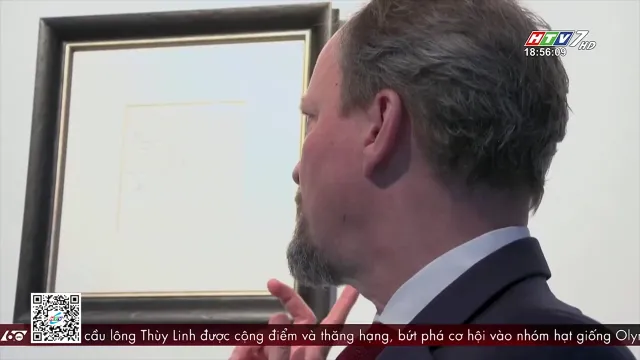 HTV7 HD
18:56:09
60s cầu lông Thùy Linh được cộng điểm và thăng hạng, bứt phá cơ hội vào nhóm hạt giống Oly